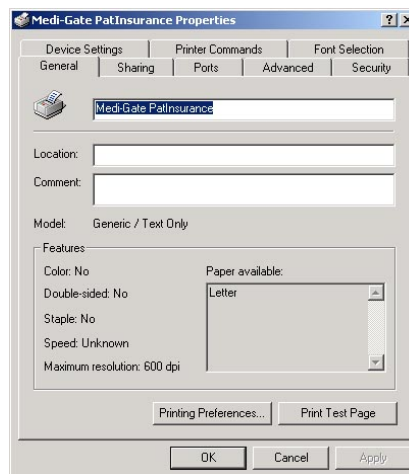 Medi-Gate PatInsurance Properties
Device Settings Printer Commands Font Selection
General Sharing Ports Advanced Security
Medi-Gate PatInsurance
Location:
Comment:
Model: Generic / Text Only
Features
Color: No Paper available:
Double-sided: No Letter
Staple: No
Speed: Unknown
Maximum resolution: 600 dpi
Printing Preferences... Print Test Page
OK Cancel Apply